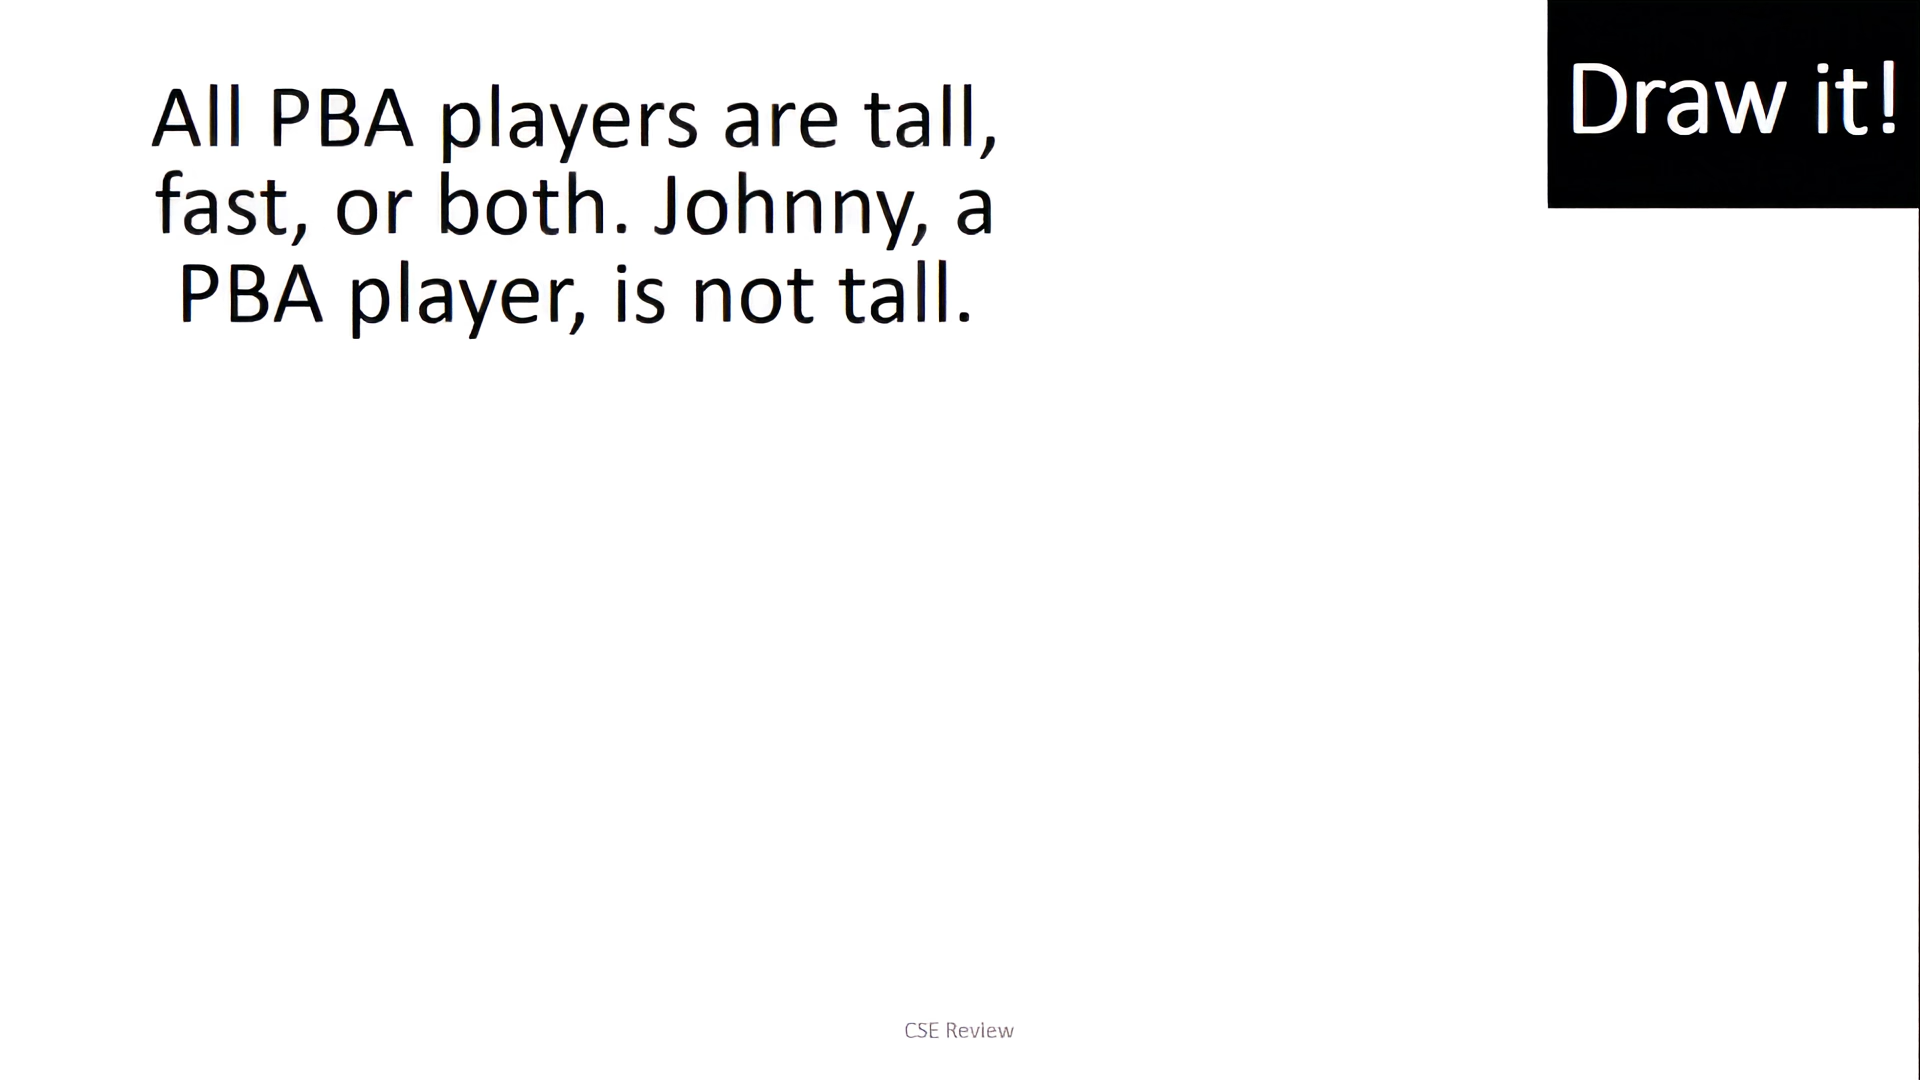 All PBA players are tall,
fast, or both. Johnny, a
PBA player, is not tall.
Draw it!
CSE Review